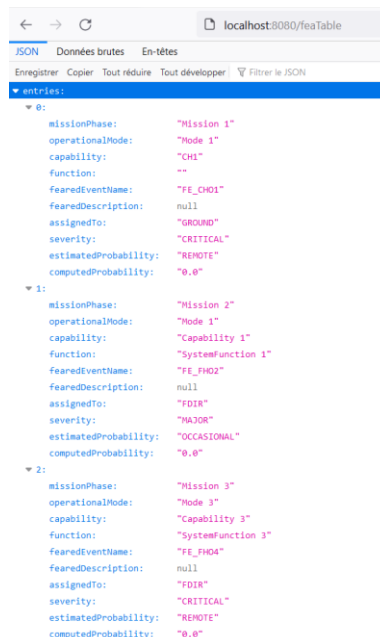 localhost:8080/feaTable
JSON Données brutes En-têtes
Enregistrer Copier Tout réduire Tout développer Filtrer le JSON
entries:
0:
missionPhase: "Mission 1"
operationalMode: "Mode 1"
capability: "CH1"
function: ""
fearedEventName: "FE_CHO1"
fearedDescription: null
assignedTo: "GROUND"
severity: "CRITICAL"
estimatedProbability: "REMOTE"
computedProbability: "0.0"
1:
missionPhase: "Mission 2"
operationalMode: "Mode 1"
capability: "Capability 1"
function: "SystemFunction 1"
fearedEventName: "FE_FHO2"
fearedDescription: null
assignedTo: "FDIR"
severity: "MAJOR"
estimatedProbability: "OCCASIONAL"
computedProbability: "0.0"
2:
missionPhase: "Mission 3"
operationalMode: "Mode 3"
capability: "Capability 3"
function: "SystemFunction 3"
fearedEventName: "FE_FHO4"
fearedDescription: null
assignedTo: "FDIR"
severity: "CRITICAL"
estimatedProbability: "REMOTE"
computedProbability: "0.0"